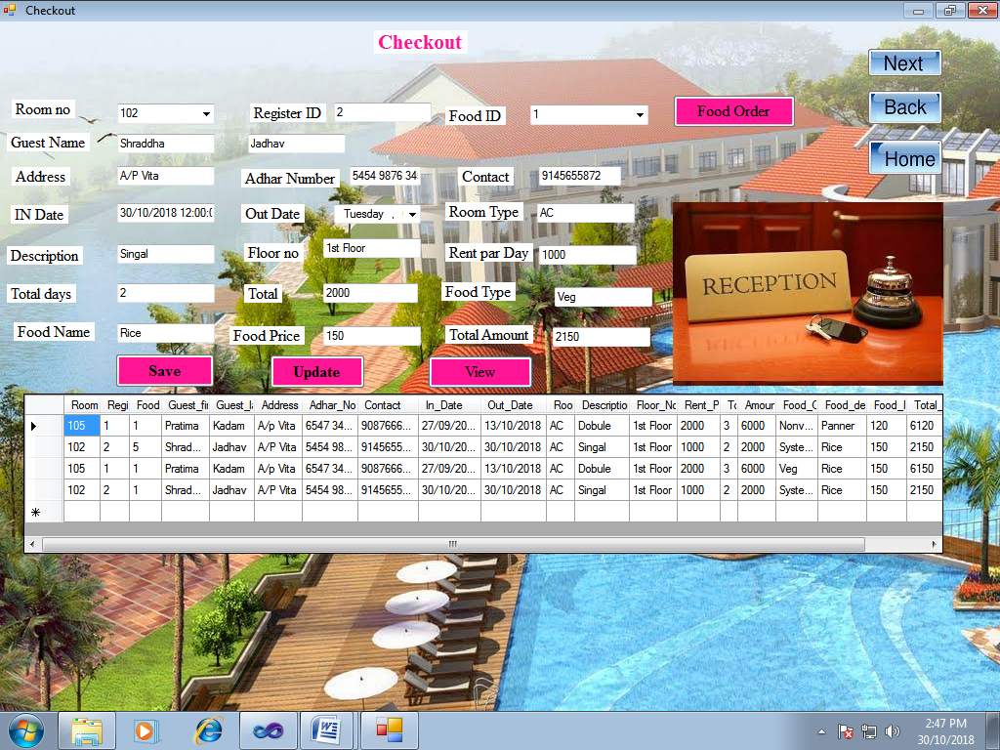 Checkout
Checkout
Next
Room no 102 Register ID 2 Food ID 1 Food Order Back
Guest Name Shraddha Jadhav Home
Address A/P Vita Adhar Number 5454 9876 34 Contact 9145655872
IN Date 30/10/2018 12:00:0 Out Date Tuesday , Room Type AC
Description Singal Floor no 1st Floor Rent par Day 1000
RECEPTION
Total days 2 Total 2000 Food Type Veg
Food Name Rice Food Price 150 Total Amount 2150
Save Update View
Room Regi Food Guest_fi Guest_l Address Adhar_No Contact In_Date Out_Date Roo Descriptio Floor_No Rent_P To Amour Food_C Food_de Food_I Total_
105 1 1 Pratima Kadam A/p Vita 6547 34... 9087666... 27/09/20... 13/10/2018 AC Dobule 1st Floor 2000 3 6000 Nonv... Panner 120 6120
102 2 5 Shrad... Jadhav A/P Vita 5454 98... 9145655... 30/10/20... 30/10/2018 AC Singal 1st Floor 1000 2 2000 Syste... Rice 150 2150
105 1 1 Pratima Kadam A/p Vita 6547 34... 9087666... 27/09/20... 13/10/2018 AC Dobule 1st Floor 2000 3 6000 Veg Rice 150 6150
102 2 1 Shrad... Jadhav A/P Vita 5454 98... 9145655... 30/10/20... 30/10/2018 AC Singal 1st Floor 1000 2 2000 Syste... Rice 150 2150
2:47 PM
30/10/2018